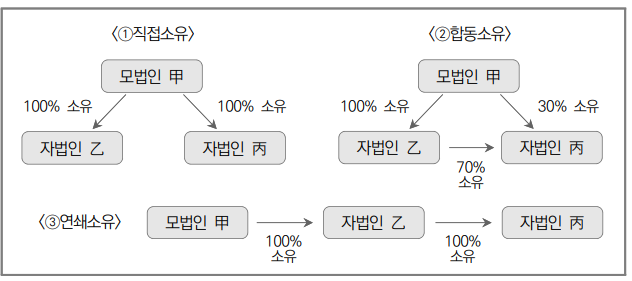 〈①직접소유〉
〈②합동소유〉
모법인 甲
모법인 甲
100% 소유
100% 소유
100% 소유
30% 소유
자법인 乙
자법인 丙
자법인 乙
자법인 丙
70%
소유
〈③연쇄소유〉
모법인 甲
자법인 乙
자법인 丙
100%
소유
100%
소유